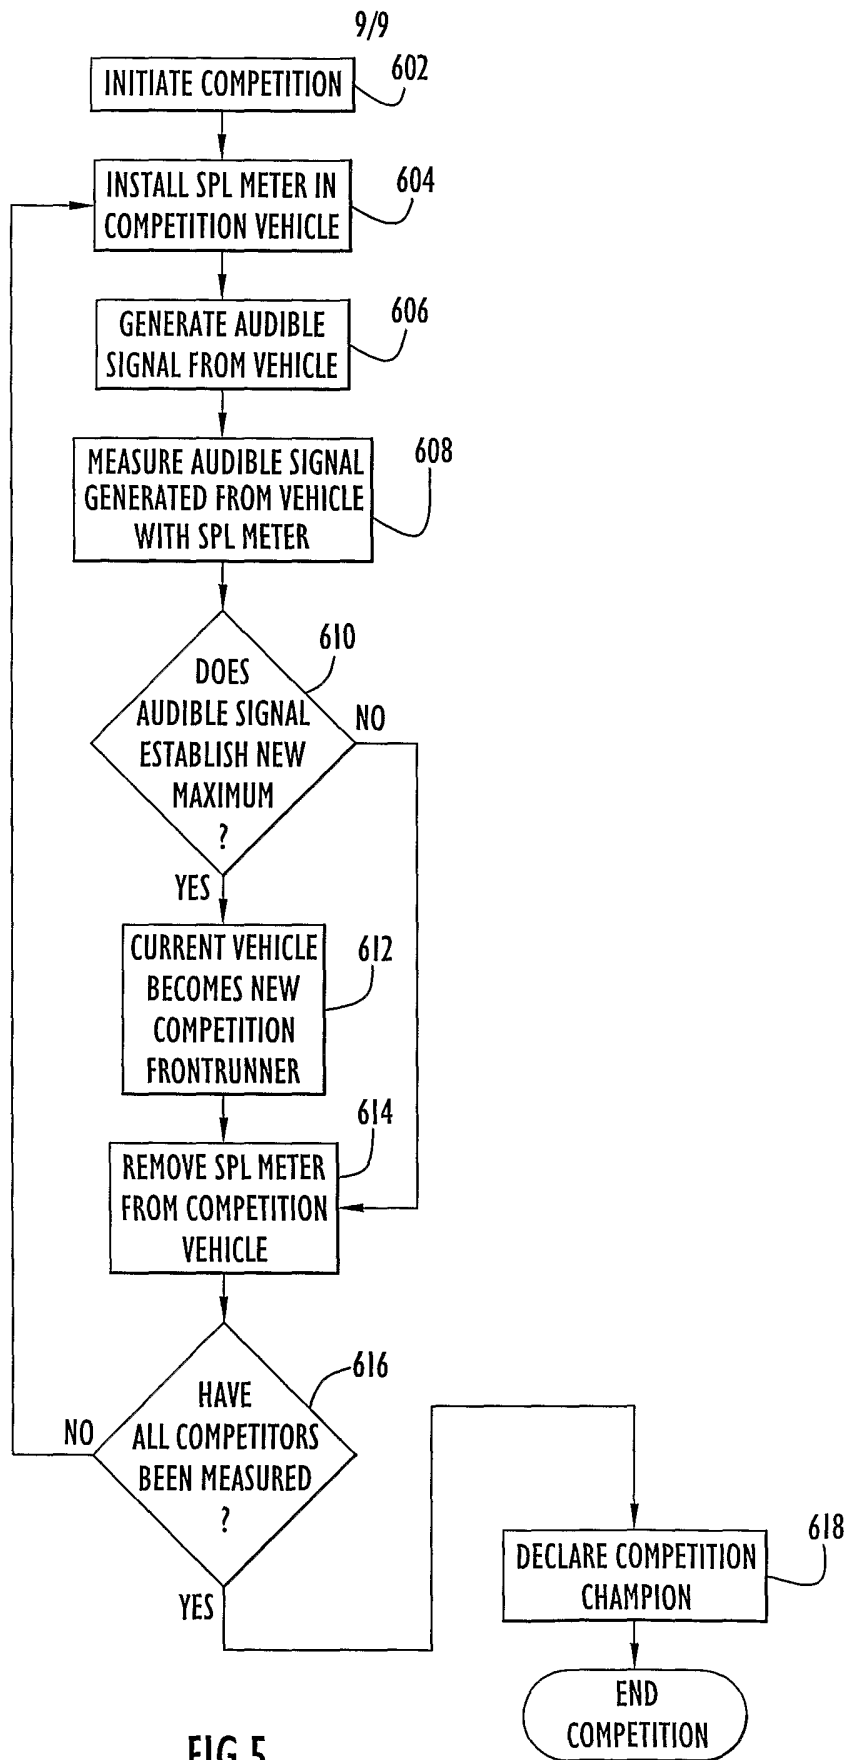 9/9
INITIATE COMPETITION
602
INSTALL SPL METER IN
COMPETITION VEHICLE
604
GENERATE AUDIBLE
SIGNAL FROM VEHICLE
606
MEASURE AUDIBLE SIGNAL
GENERATED FROM VEHICLE
WITH SPL METER
608
610
DOES
AUDIBLE SIGNAL
ESTABLISH NEW
MAXIMUM
?
NO
YES
CURRENT VEHICLE
BECOMES NEW
COMPETITION
FRONTRUNNER
612
614
REMOVE SPL METER
FROM COMPETITION
VEHICLE
616
HAVE
ALL COMPETITORS
BEEN MEASURED
?
NO
YES
DECLARE COMPETITION
CHAMPION
618
END
COMPETITION
FIG.5